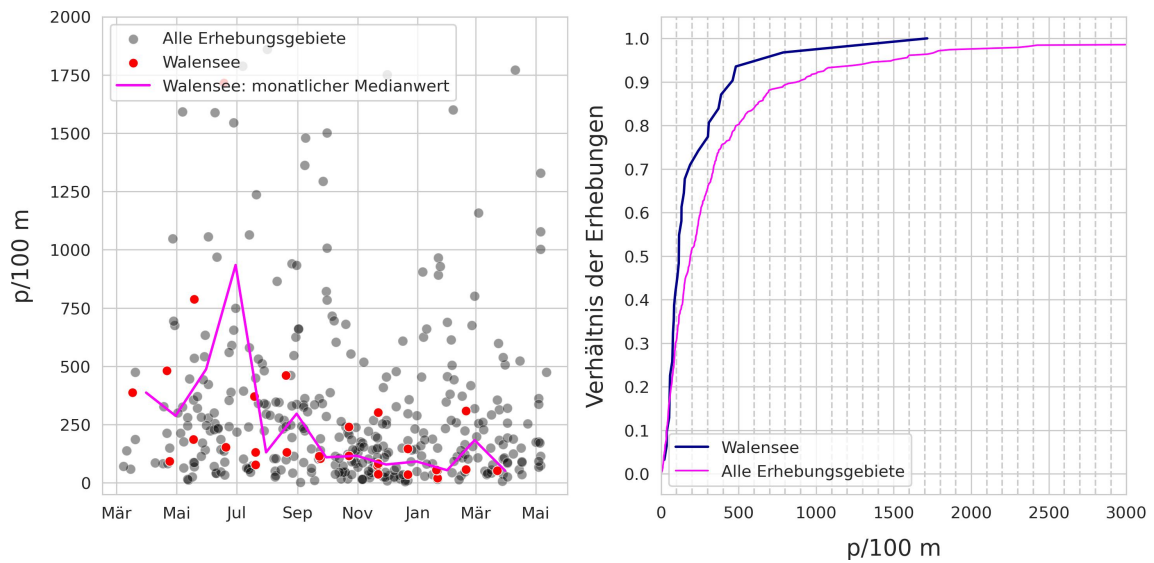 2000
1750
1500
1250
1000
750
500
250
0
p/100 m
Alle Erhebungsgebiete
Walensee
Walensee: monatlicher Medianwert
Mär Mai Jul Sep Nov Jan Mär Mai
1.0
0.9
0.8
0.7
0.6
0.5
0.4
0.3
0.2
0.1
0.0
Verhältnis der Erhebungen
Walensee
Alle Erhebungsgebiete
0 500 1000 1500 2000 2500 3000
p/100 m